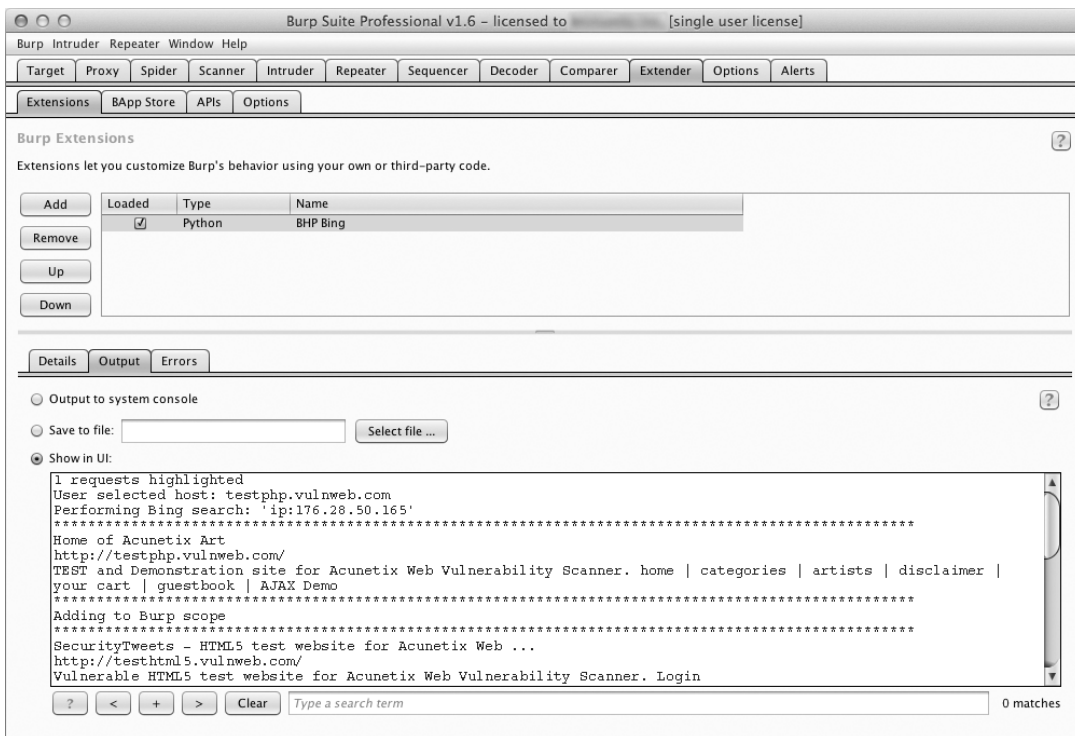 Burp Suite Professional v1.6 – licensed to [single user license]
Burp Intruder Repeater Window Help
Target Proxy Spider Scanner Intruder Repeater Sequencer Decoder Comparer Extender Options Alerts
Extensions BApp Store APIs Options
Burp Extensions
?
Extensions let you customize Burp's behavior using your own or third-party code.
Add
Loaded Type Name
Python BHP Bing
Remove
Up
Down
Details Output Errors
Output to system console
?
Save to file: Select file ...
Show in UI:
1 requests highlighted
User selected host: testphp.vulnweb.com
Performing Bing search: 'ip:176.28.50.165'
****************************************************************************************************
Home of Acunetix Art
http://testphp.vulnweb.com/
TEST and Demonstration site for Acunetix Web Vulnerability Scanner. home | categories | artists | disclaimer |
your cart | guestbook | AJAX Demo
****************************************************************************************************
Adding to Burp scope
****************************************************************************************************
SecurityTweets - HTML5 test website for Acunetix Web ...
http://testhtml5.vulnweb.com/
Vulnerable HTML5 test website for Acunetix Web Vulnerability Scanner. Login
? < + > Clear Type a search term 0 matches